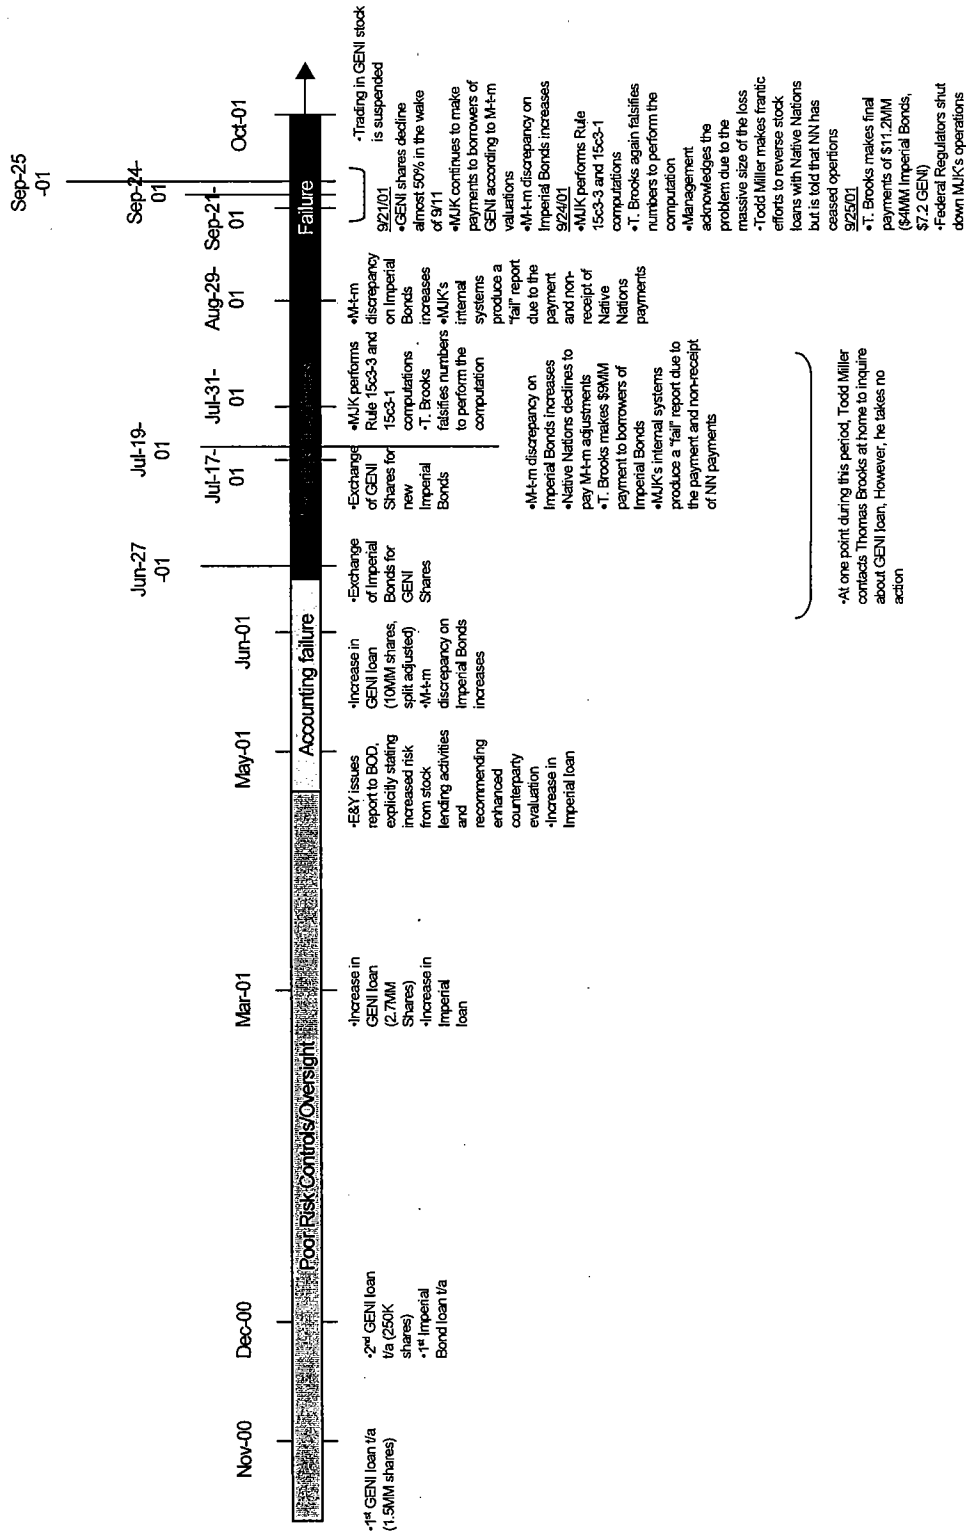 Sep-25
-01
Sep-24-
01
Jul-19-
01
Jun-27
-01
Nov-00
Dec-00
Mar-01
May-01
Jun-01
Jul-17-
01
Jul-31-
01
Aug-29-
01
Sep-21-
01
Oct-01
Poor Risk Controls/Oversight
Accounting failure
Failure
•1st GENI loan t/a
(1.5MM shares)
•2nd GENI loan
t/a (250K
shares)
•1st Imperial
Bond loan t/a
•Increase in
GENI loan
(2.7MM
Shares)
•Increase in
Imperial
loan
•E&Y issues
report to BOD,
explicitly stating
increased risk
from stock
lending activities
and
recommending
enhanced
counterparty
evaluation
•Increase in
Imperial loan
•Increase in
GENI loan
(10MM shares,
split adjusted)
•M-t-m
discrepancy on
Imperial Bonds
increases
•Exchange
of Imperial
Bonds for
GENI
Shares
•Exchange
of GENI
Shares for
new
Imperial
Bonds
•M-t-m discrepancy on
Imperial Bonds increases
•Native Nations declines to
pay M-t-m adjustments
•T. Brooks makes $9MM
payment to borrowers of
Imperial Bonds
•MJK's internal systems
produce a "fail" report due to
the payment and non-receipt
of NN payments
•MJK performs
Rule 15c3-3 and
15c3-1
computations
•T. Brooks
falsifies numbers
to perform the
computation
•M-t-m
discrepancy
on Imperial
Bonds
increases
•MJK's
internal
systems
produce a
"fail" report
due to the
payment
and non-
receipt of
Native
Nations
payments
•Trading in GENI stock
is suspended
9/21/01
•GENI shares decline
almost 50% in the wake
of 9/11
•MJK continues to make
payments to borrowers of
GENI according to M-t-m
valuations
•M-t-m discrepancy on
Imperial Bonds increases
9/24/01
•MJK performs Rule
15c3-3 and 15c3-1
computations
•T. Brooks again falsifies
numbers to perform the
computation
•Management
acknowledges the
problem due to the
massive size of the loss
•Todd Miller makes frantic
efforts to reverse stock
loans with Native Nations
but is told that NN has
ceased opertions
9/25/01
•T. Brooks makes final
payments of $11.2MM
($4MM Imperial Bonds,
$7.2 GENI)
•Federal Regulators shut
down MJK's operations
•At one point during this period, Todd Miller
contacts Thomas Brooks at home to inquire
about GENI loan, However, he takes no
action